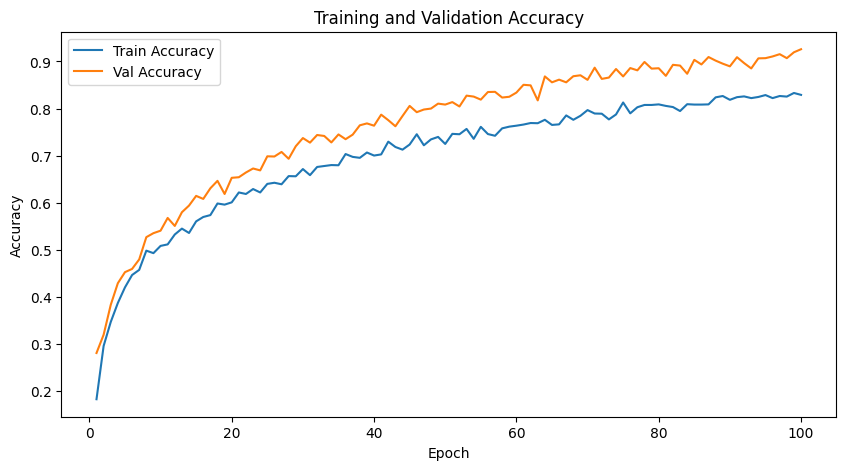 Training and Validation Accuracy
Train Accuracy
Val Accuracy
Accuracy
0.9
0.8
0.7
0.6
0.5
0.4
0.3
0.2
0 20 40 60 80 100
Epoch